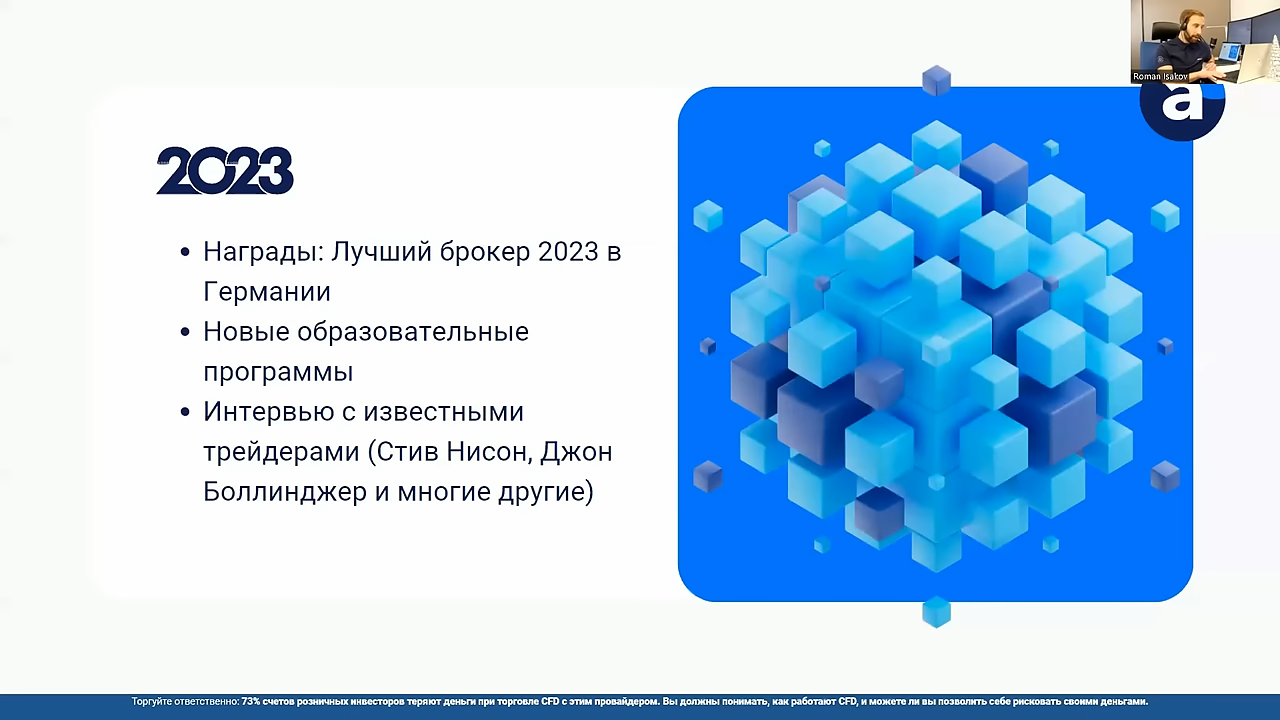 Roman Isakov
a
2023
• Награды: Лучший брокер 2023 в
Германии
• Новые образовательные
программы
• Интервью с известными
трейдерами (Стив Нисон, Джон
Боллинджер и многие другие)
Торгуйте ответственно: 73% счетов розничных инвесторов теряют деньги при торговле CFD с этим провайдером. Вы должны понимать, как работают CFD, и можете ли вы позволить себе рисковать своими деньгами.